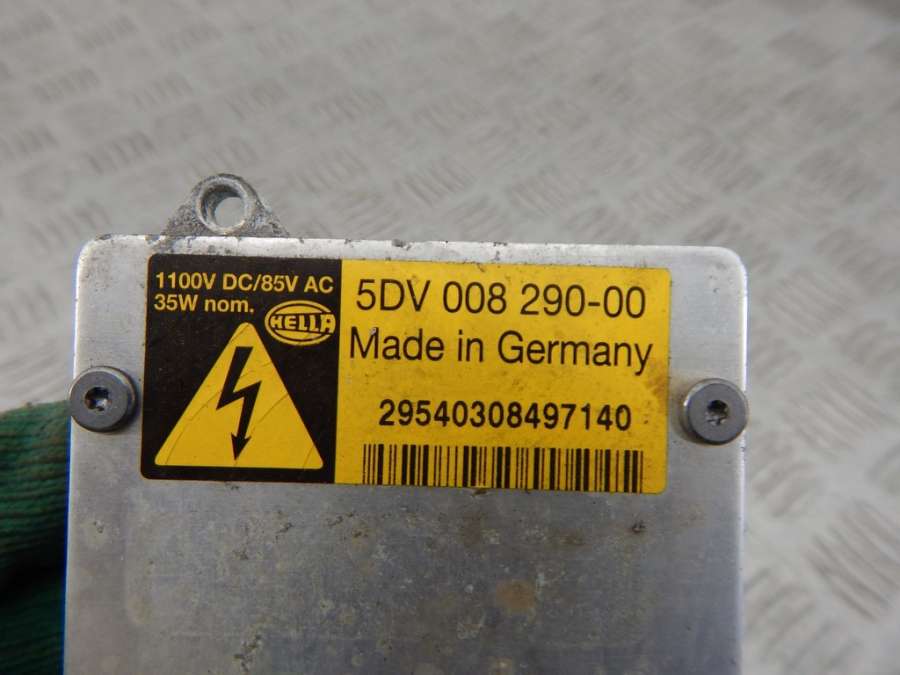 1100V DC/85V AC
35W nom.
HELLA
5DV 008 290-00
Made in Germany
29540308497140